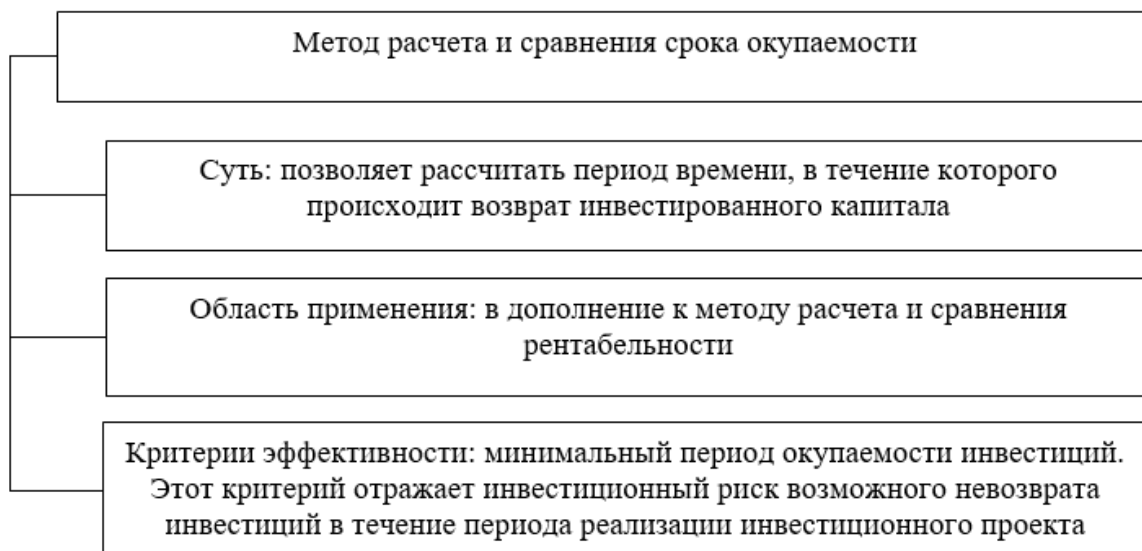 Метод расчета и сравнения срока окупаемости
Суть: позволяет рассчитать период времени, в течение которого
происходит возврат инвестированного капитала
Область применения: в дополнение к методу расчета и сравнения
рентабельности
Критерии эффективности: минимальный период окупаемости инвестиций.
Этот критерий отражает инвестиционный риск возможного невозврата
инвестиций в течение периода реализации инвестиционного проекта